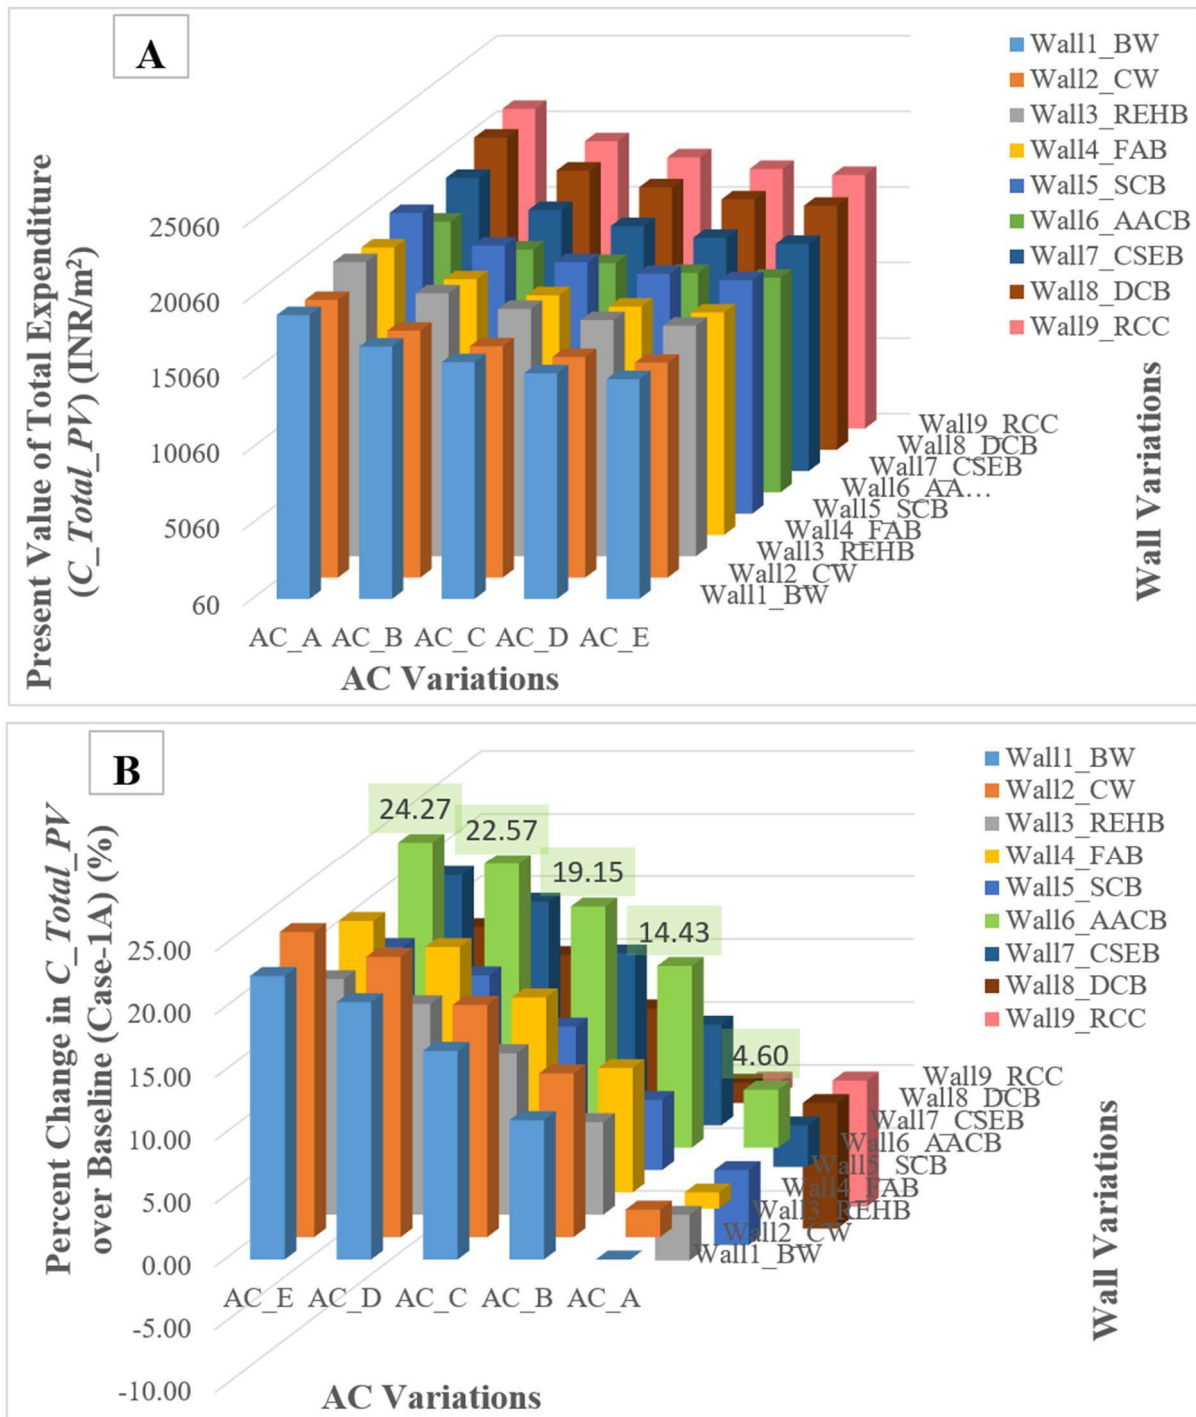 A
Present Value of Total Expenditure
(C_Total_PV) (INR/m²)
25060
20060
15060
10060
5060
60
AC_A
AC_B
AC_C
AC_D
AC_E
AC Variations
Wall1_BW
Wall2_CW
Wall3_REHB
Wall4_FAB
Wall5_SCB
Wall6_AACB
Wall7_CSEB
Wall8_DCB
Wall9_RCC
Wall9_RCC
Wall8_DCB
Wall7_CSEB
Wall6_AA…
Wall5_SCB
Wall4_FAB
Wall3_REHB
Wall2_CW
Wall1_BW
Wall Variations
B
Percent Change in C_Total_PV
over Baseline (Case-1A) (%)
25.00
20.00
15.00
10.00
5.00
0.00
-5.00
-10.00
24.27
22.57
19.15
14.43
4.60
AC_E
AC_D
AC_C
AC_B
AC_A
AC Variations
Wall1_BW
Wall2_CW
Wall3_REHB
Wall4_FAB
Wall5_SCB
Wall6_AACB
Wall7_CSEB
Wall8_DCB
Wall9_RCC
Wall9_RCC
Wall8_DCB
Wall7_CSEB
Wall6_AACB
Wall5_SCB
Wall4_FAB
Wall3_REHB
Wall2_CW
Wall1_BW
Wall Variations